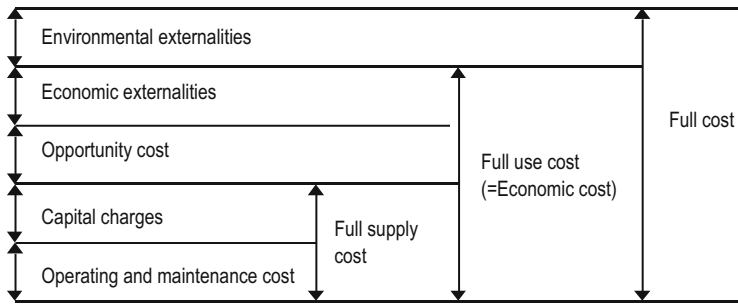 Environmental externalities
Economic externalities
Opportunity cost
Capital charges
Operating and maintenance cost
Full supply
cost
Full use cost
(=Economic cost)
Full cost